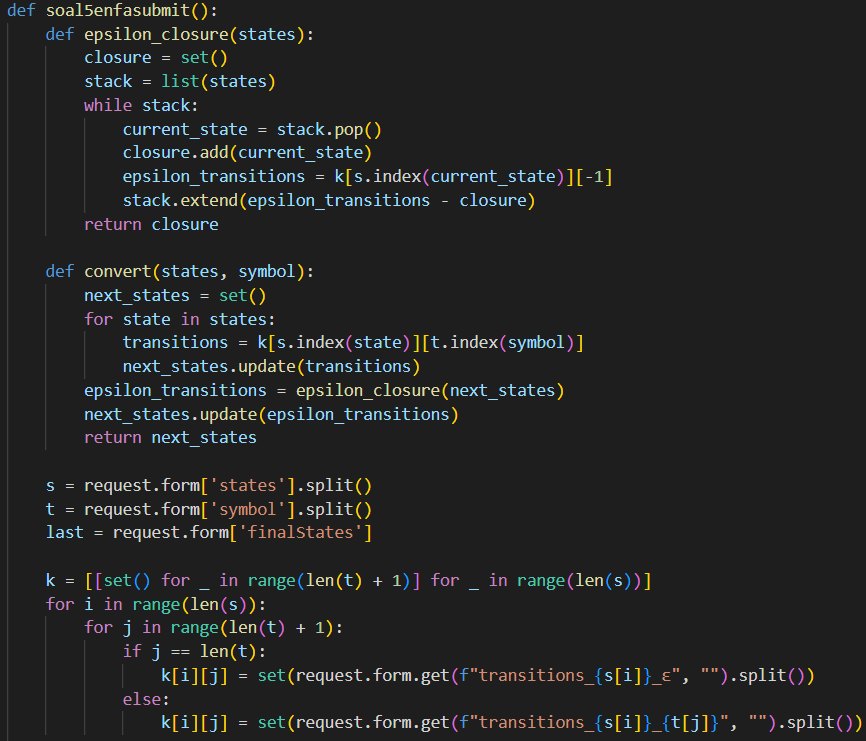 def soal5enfasubmit():
    def epsilon_closure(states):
        closure = set()
        stack = list(states)
        while stack:
            current_state = stack.pop()
            closure.add(current_state)
            epsilon_transitions = k[s.index(current_state)][-1]
            stack.extend(epsilon_transitions - closure)
        return closure

    def convert(states, symbol):
        next_states = set()
        for state in states:
            transitions = k[s.index(state)][t.index(symbol)]
            next_states.update(transitions)
        epsilon_transitions = epsilon_closure(next_states)
        next_states.update(epsilon_transitions)
        return next_states

    s = request.form['states'].split()
    t = request.form['symbol'].split()
    last = request.form['finalStates']

    k = [[set() for _ in range(len(t) + 1)] for _ in range(len(s))]
    for i in range(len(s)):
        for j in range(len(t) + 1):
            if j == len(t):
                k[i][j] = set(request.form.get(f"transitions_{s[i]}_ε", "").split())
            else:
                k[i][j] = set(request.form.get(f"transitions_{s[i]}_{t[j]}", "").split())